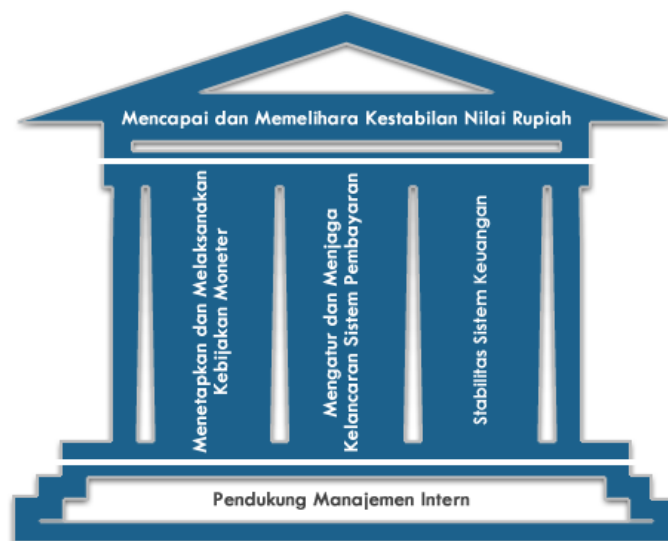 Mencapai dan Memelihara Kestabilan Nilai Rupiah
Menetapkan dan Melaksanakan
Kebijakan Moneter
Mengatur dan Menjaga
Kelancaran Sistem Pembayaran
Stabilitas Sistem Keuangan
Pendukung Manajemen Intern